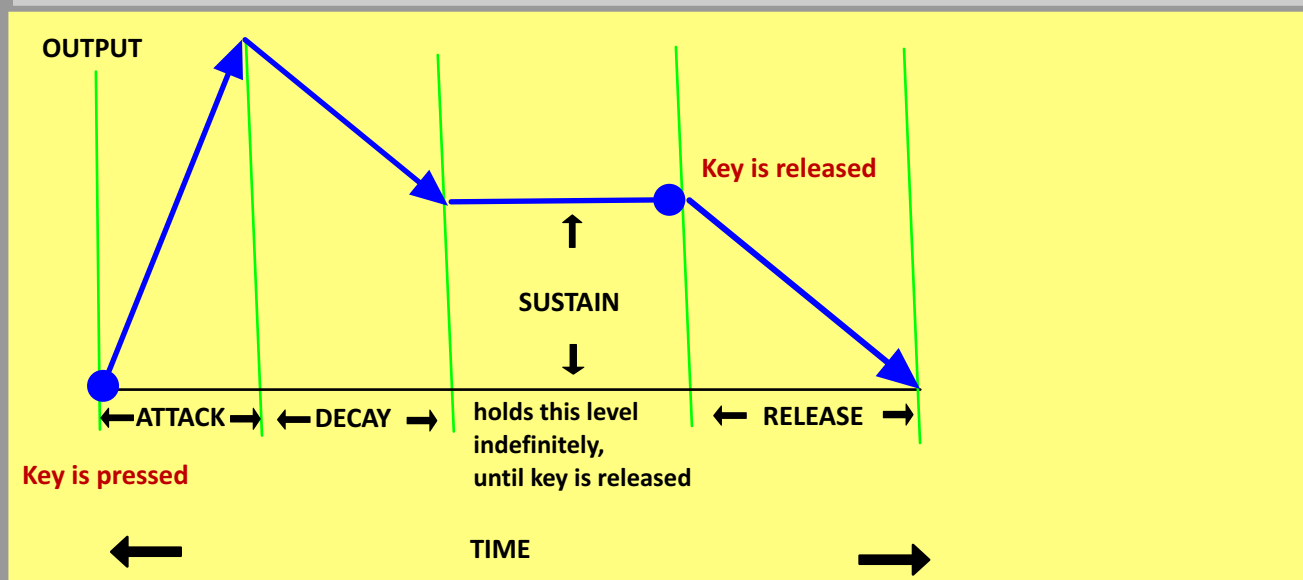 OUTPUT
Key is released
SUSTAIN
ATTACK
DECAY
holds this level
indefinitely,
until key is released
RELEASE
Key is pressed
TIME